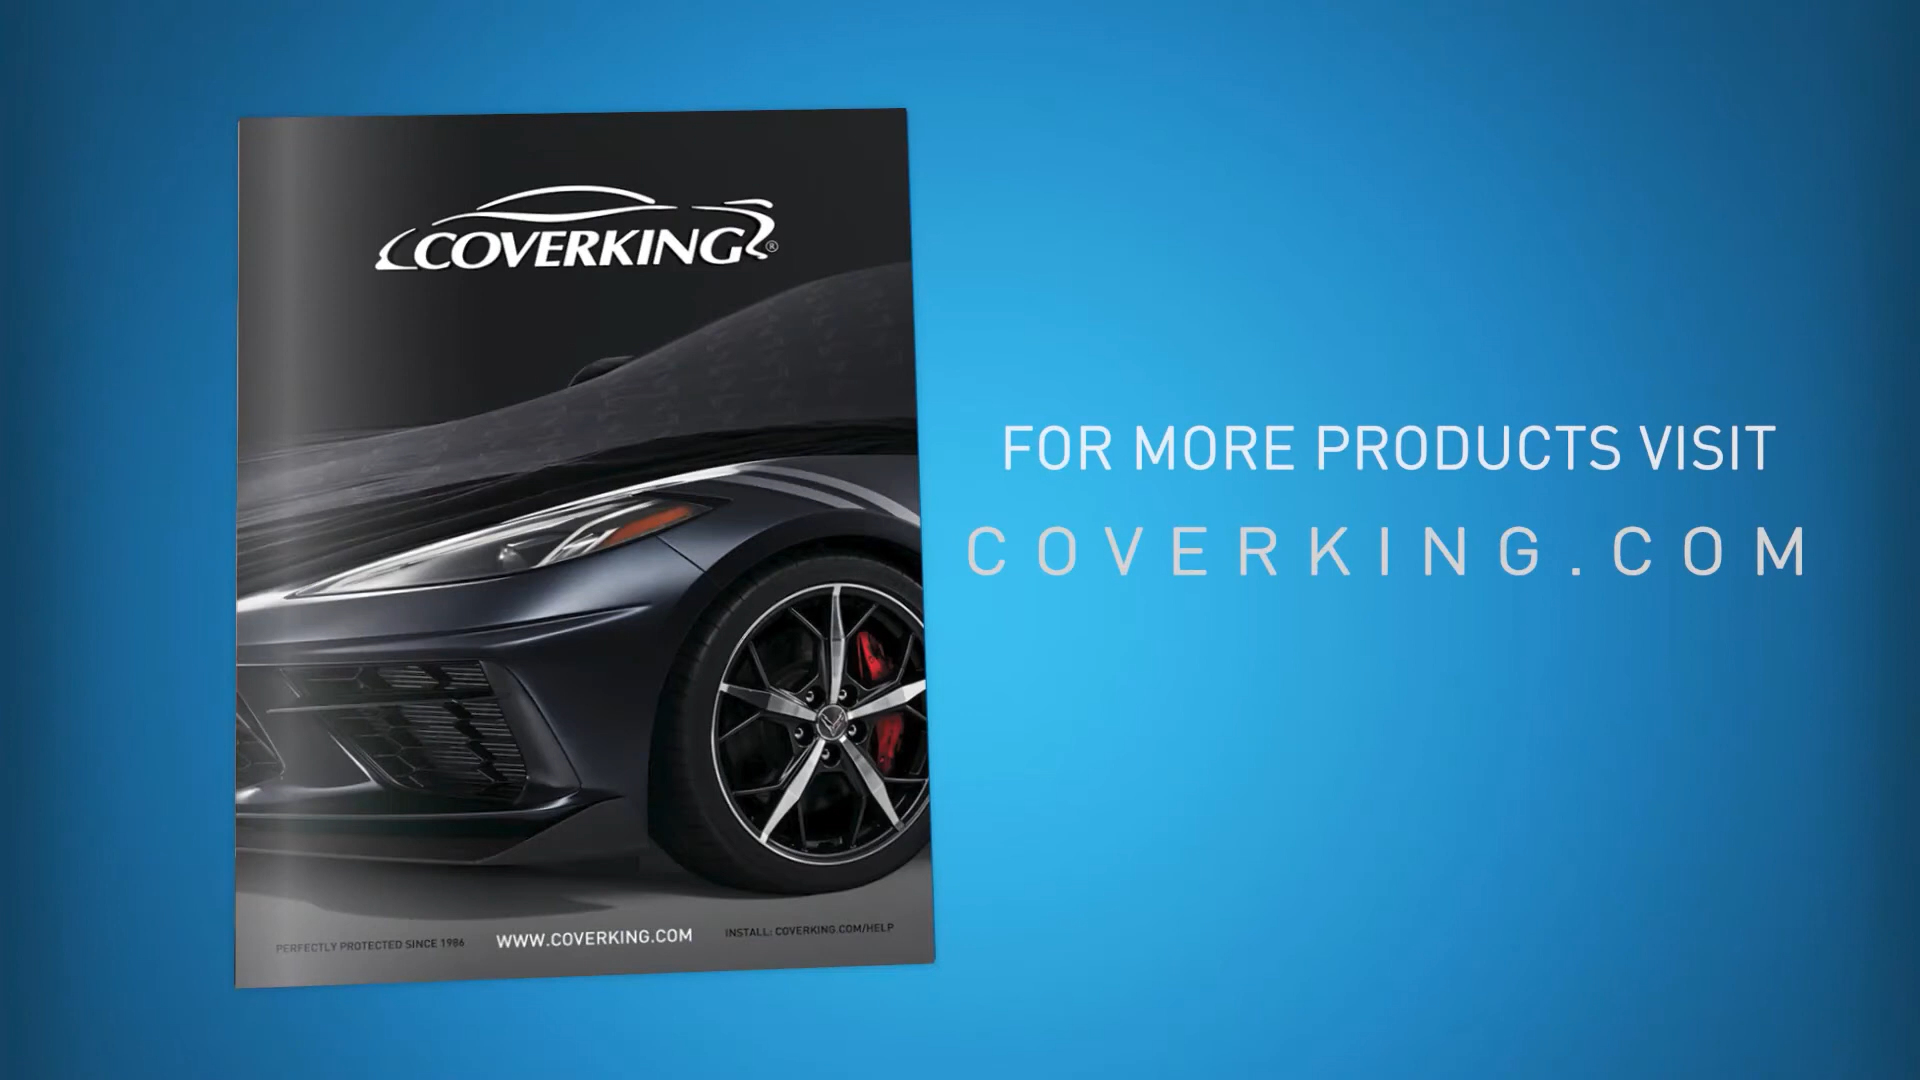 COVERKING®
PERFECTLY PROTECTED SINCE 1986
WWW.COVERKING.COM
INSTALL: COVERKING.COM/HELP
FOR MORE PRODUCTS VISIT
COVERKING.COM